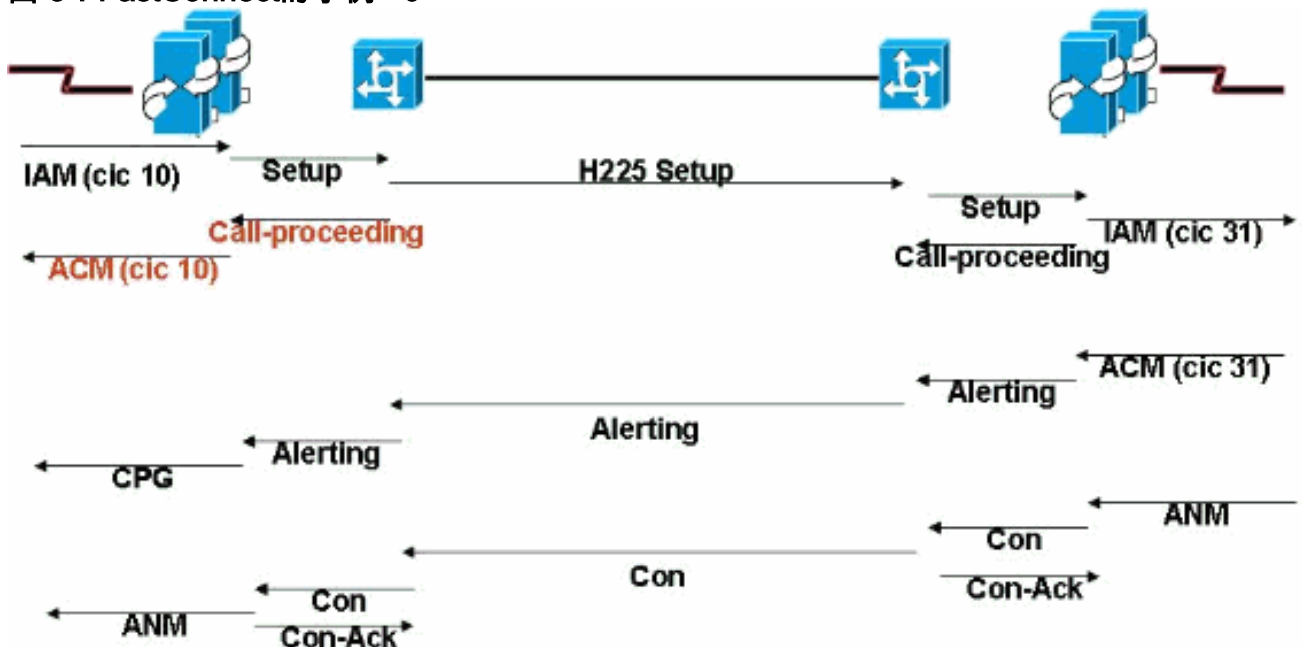 IAM (cic 10)
Setup
H225 Setup
Setup
IAM (cic 31)
Call-proceeding
Call-proceeding
ACM (cic 10)
ACM (cic 31)
Alerting
Alerting
Alerting
CPG
ANM
Con
Con
Con-Ack
Con
ANM
Con-Ack